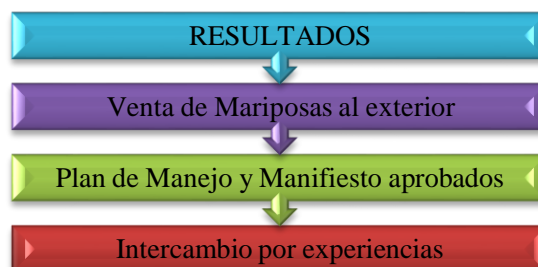 RESULTADOS
Venta de Mariposas al exterior
Plan de Manejo y Manifiesto aprobados
Intercambio por experiencias